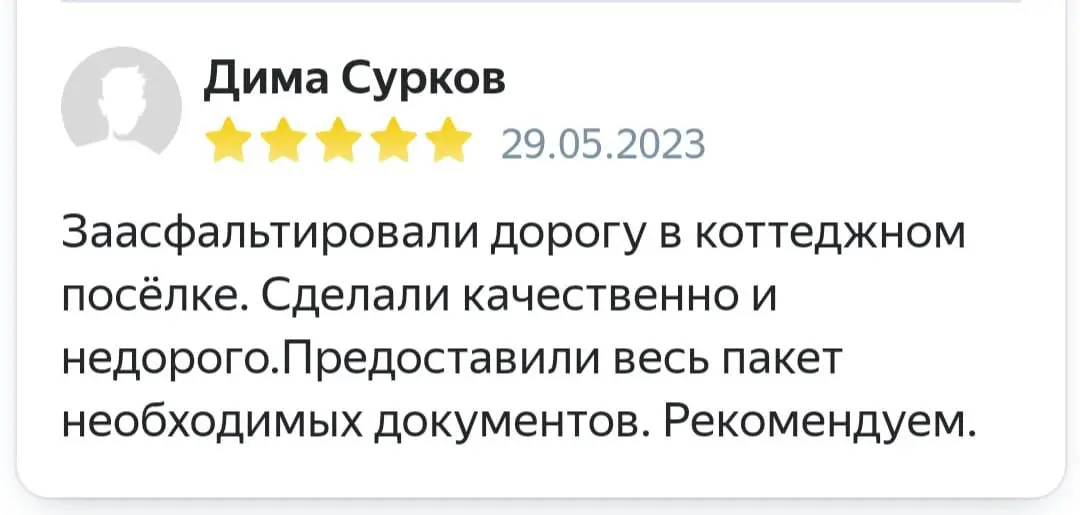 Дима Сурков
29.05.2023
Заасфальтировали дорогу в коттеджном
посёлке. Сделали качественно и
недорого.Предоставили весь пакет
необходимых документов. Рекомендуем.